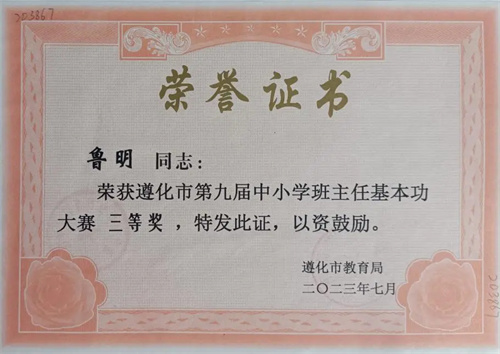 203867
荣誉证书
鲁明 同志：
荣获遵化市第九届中小学班主任基本功
大赛 三等奖 ，特发此证，以资鼓励。
遵化市教育局
二〇二三年七月